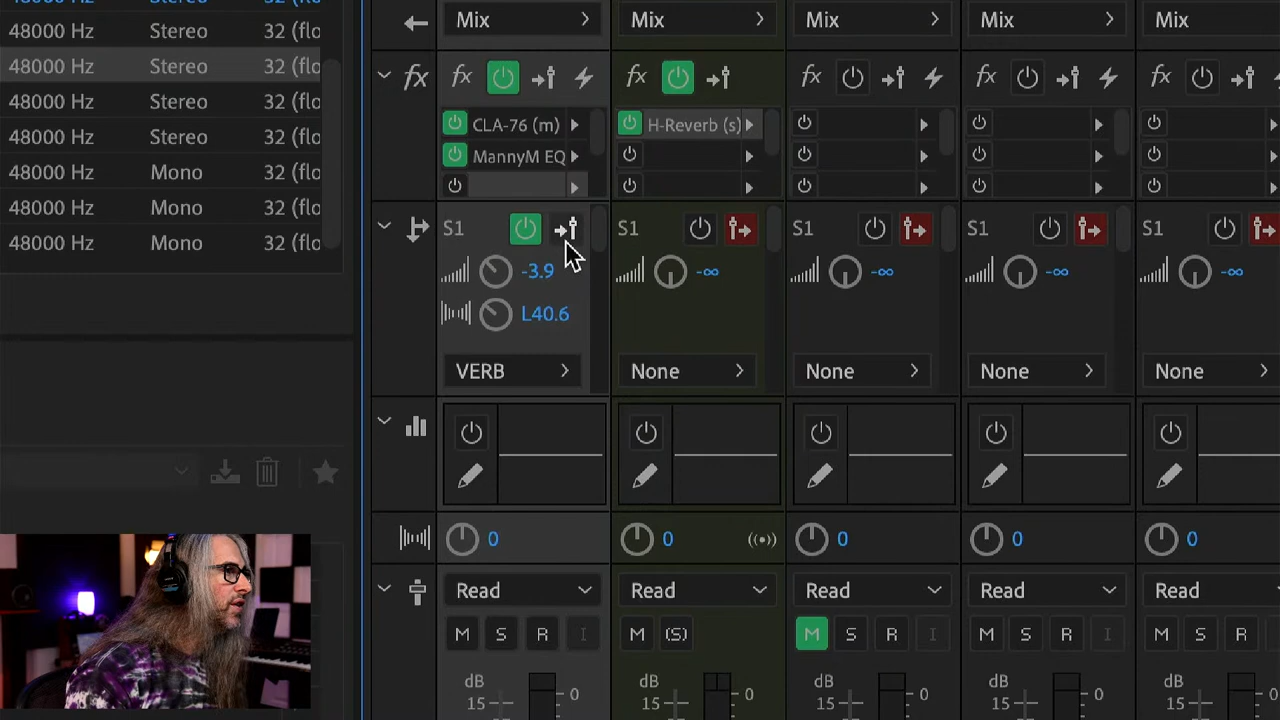 Mix Mix Mix Mix Mix
48000 Hz Stereo 32 (flo
48000 Hz Stereo 32 (flo
48000 Hz Stereo 32 (flo
48000 Hz Stereo 32 (flo
48000 Hz Mono 32 (flo
48000 Hz Mono 32 (flo
48000 Hz Mono 32 (flo
fx fx fx fx fx fx
CLA-76 (m) H-Reverb (s)
MannyM EQ
S1 S1 S1 S1 S1
-3.9 -∞ -∞ -∞ -∞
L40.6
VERB None None None None
0 0 0 0 0
Read Read Read Read Read
M S R I M (S) M S R I M S R I M S R
dB dB dB dB dB
0 0 0 0
15 15 15 15 15